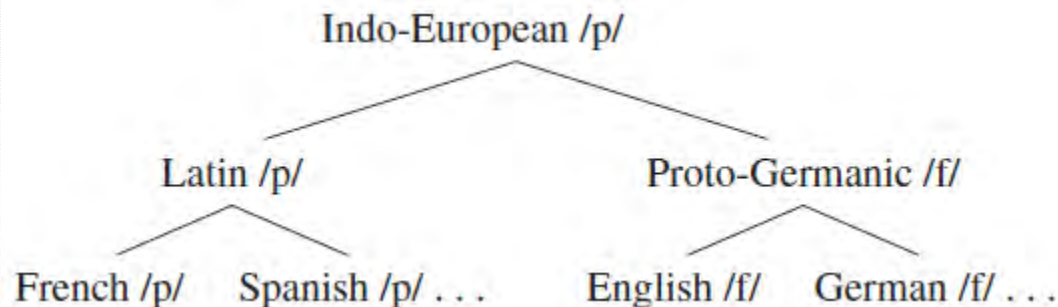 Indo-European /p/
Latin /p/ Proto-Germanic /f/
French /p/ Spanish /p/ . . . English /f/ German /f/ . . .